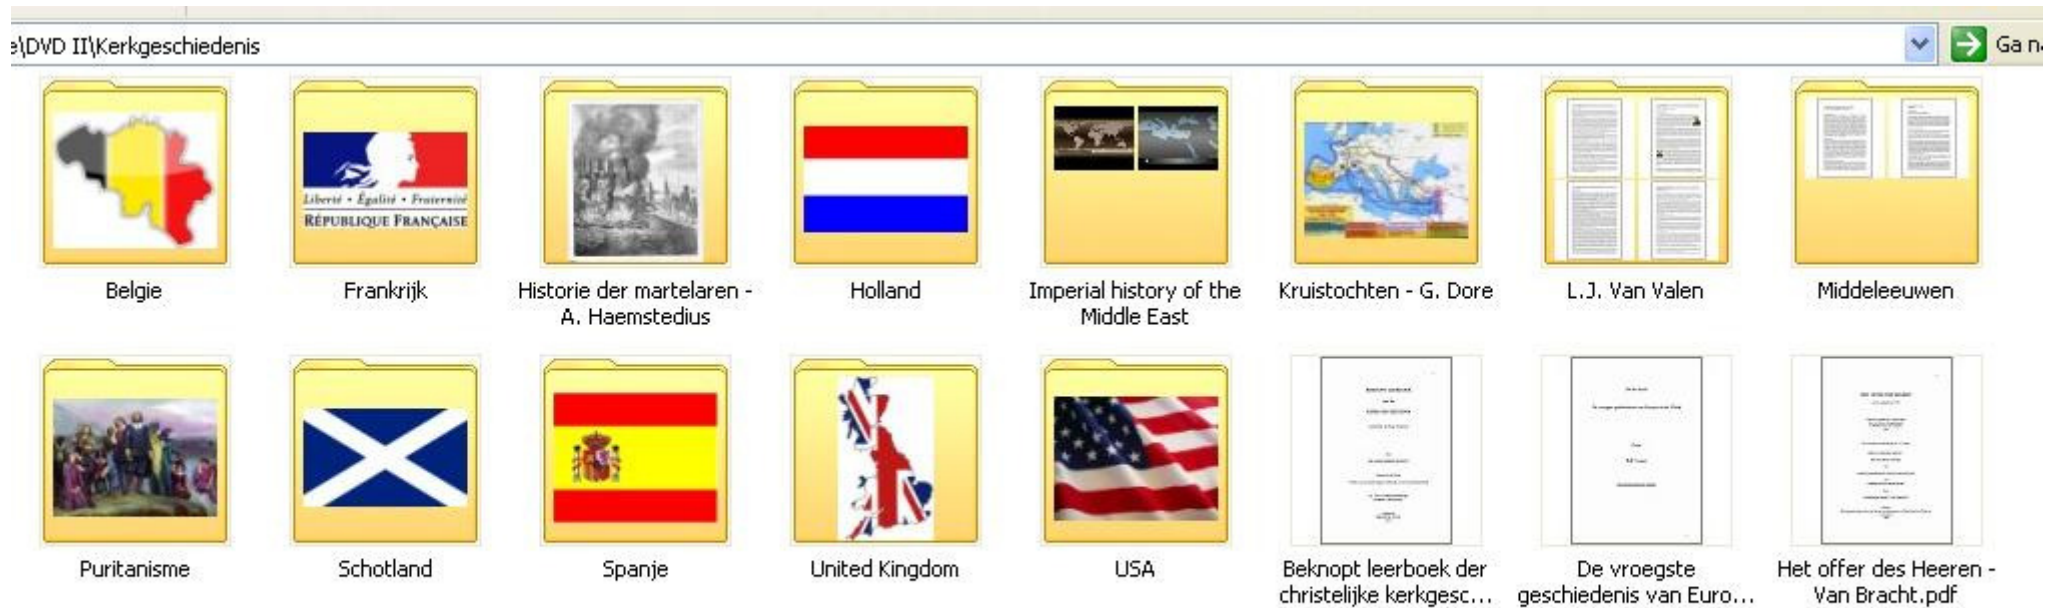 e\DVD II\Kerkgeschiedenis
Ga n
Liberté • Égalité • Fraternité
RÉPUBLIQUE FRANÇAISE
Belgie
Frankrijk
Historie der martelaren -
A. Haemstedius
Holland
Imperial history of the
Middle East
Kruistochten - G. Dore
L.J. Van Valen
Middeleeuwen
Puritanisme
Schotland
Spanje
United Kingdom
USA
Beknopt leerboek der
christelijke kerkgesc...
De vroegste
geschiedenis van Euro...
Het offer des Heeren -
Van Bracht.pdf